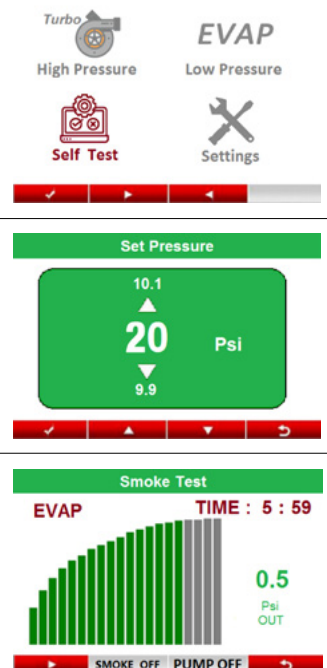 Turbo
EVAP
High Pressure
Low Pressure
Self Test
Settings
Set Pressure
10.1
20 Psi
9.9
Smoke Test
EVAP
TIME : 5 : 59
0.5
Psi
OUT
SMOKE OFF PUMP OFF